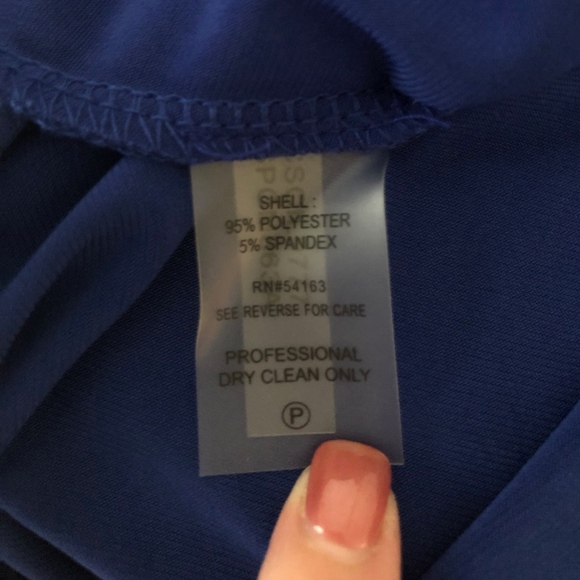 SHELL :
95% POLYESTER
5% SPANDEX
RN#54163
SEE REVERSE FOR CARE
PROFESSIONAL
DRY CLEAN ONLY
P